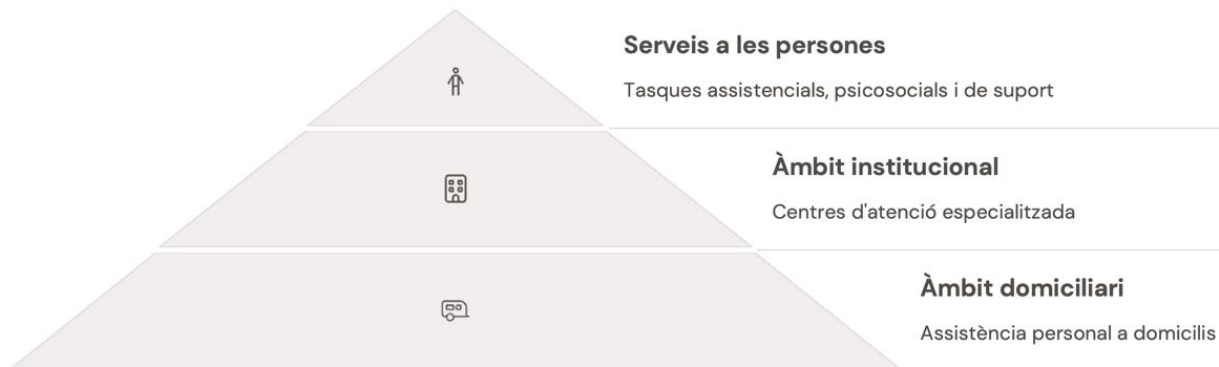 Serveis a les persones
Tasques assistencials, psicosocials i de suport
Àmbit institucional
Centres d'atenció especialitzada
Àmbit domiciliari
Assistència personal a domicilis